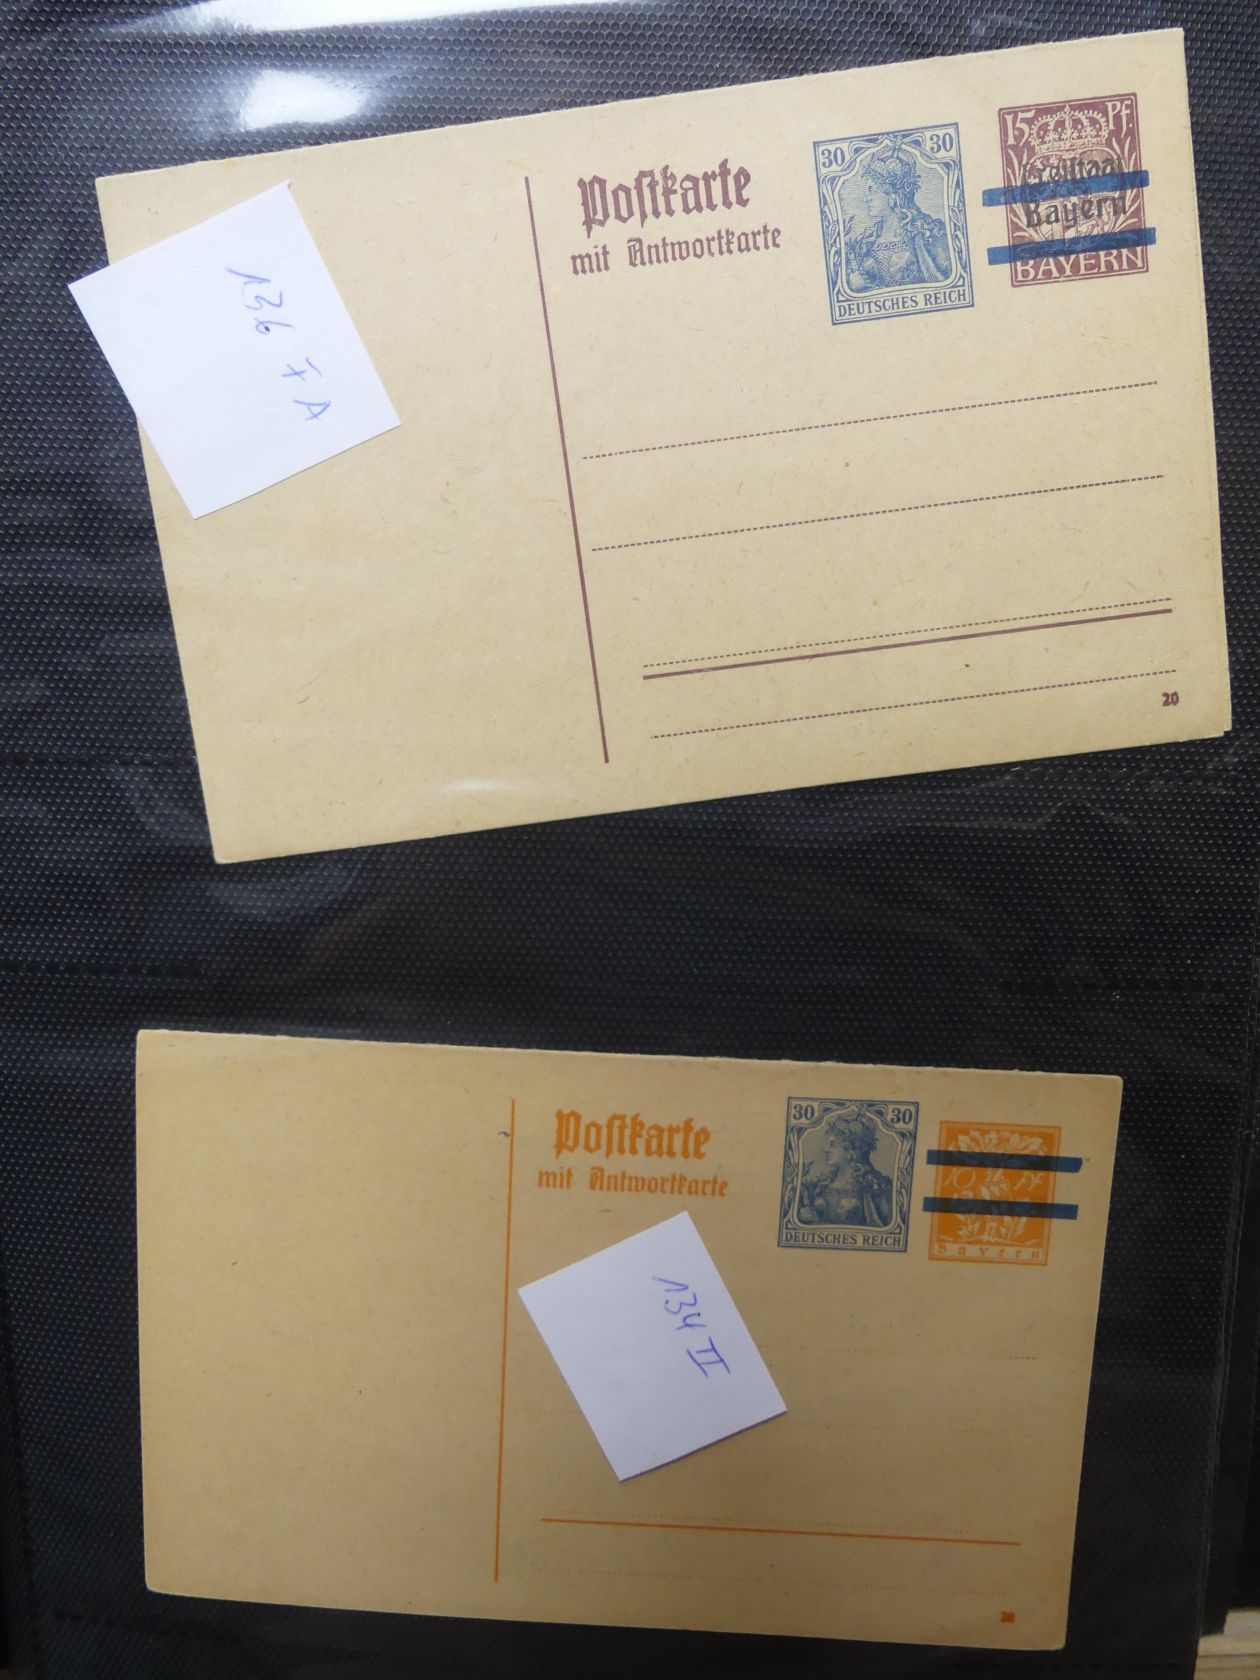 Postkarte
mit Antwortkarte
30 30
DEUTSCHES REICH
15 Pf.
Freistaat
Bayern
BAYERN
136 F A
20
Postkarte
mit Antwortkarte
30 30
DEUTSCHES REICH
10 Pf
Bayern
134 II
20